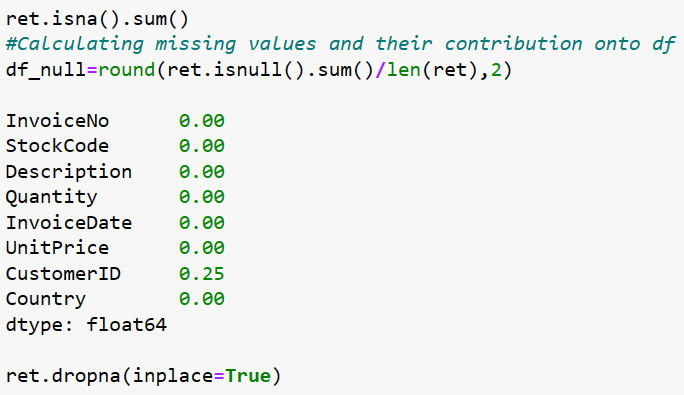 ret.isna().sum()
#Calculating missing values and their contribution onto df
df_null=round(ret.isnull().sum()/len(ret),2)
InvoiceNo 0.00
StockCode 0.00
Description 0.00
Quantity 0.00
InvoiceDate 0.00
UnitPrice 0.00
CustomerID 0.25
Country 0.00
dtype: float64
ret.dropna(inplace=True)